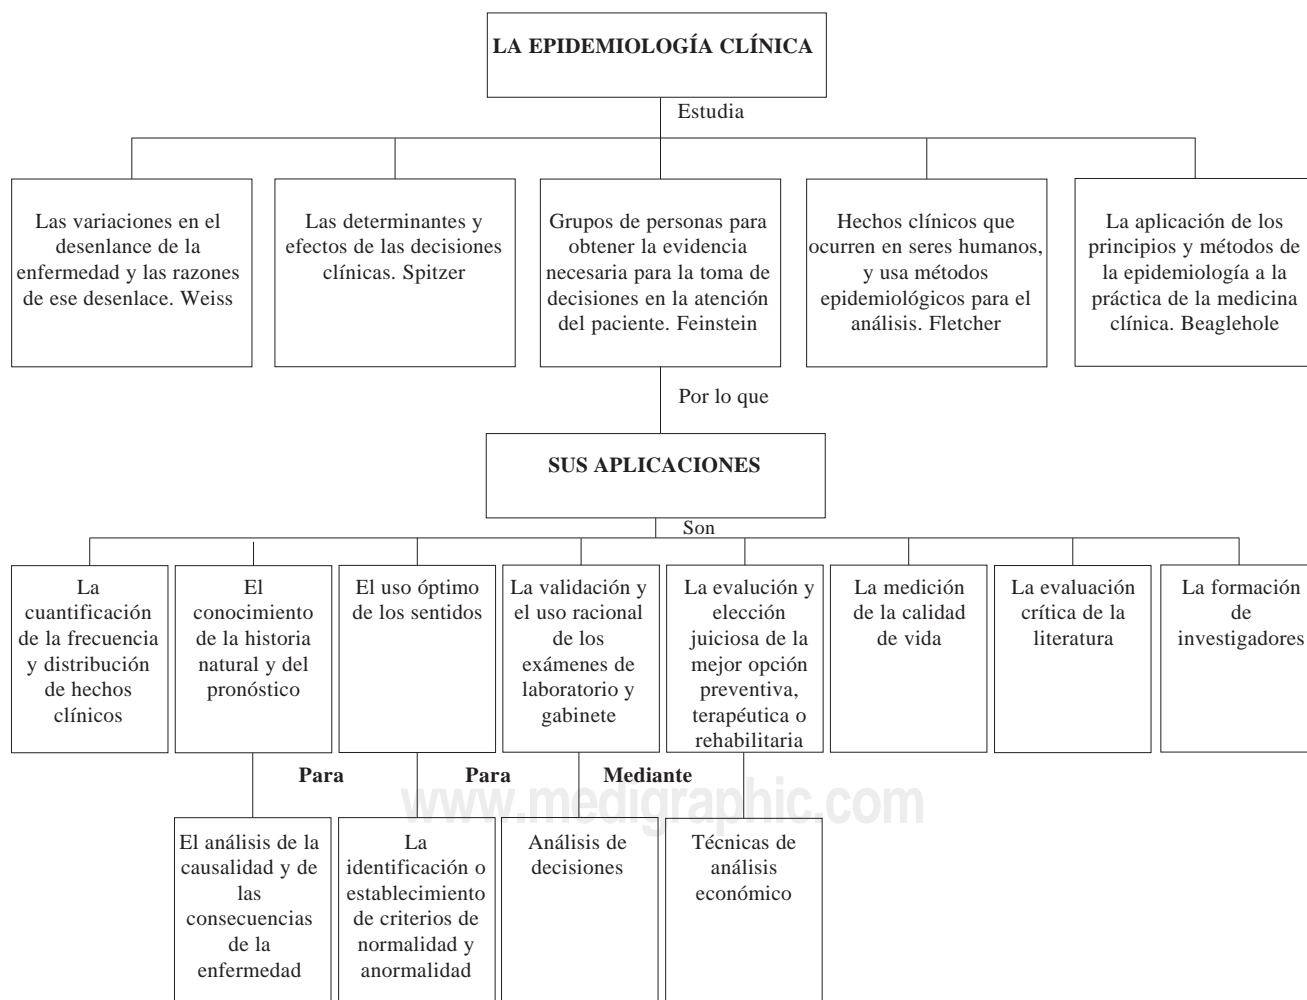 LA EPIDEMIOLOGÍA CLÍNICA
Estudia
Las variaciones en el
desenlance de la
enfermedad y las razones
de ese desenlace. Weiss
Las determinantes y
efectos de las decisiones
clínicas. Spitzer
Grupos de personas para
obtener la evidencia
necesaria para la toma de
decisiones en la atención
del paciente. Feinstein
Hechos clínicos que
ocurren en seres humanos,
y usa métodos
epidemiológicos para el
análisis. Fletcher
La aplicación de los
principios y métodos de
la epidemiología a la
práctica de la medicina
clínica. Beaglehole
Por lo que
SUS APLICACIONES
Son
La
cuantificación
de la frecuencia
y distribución
de hechos
clínicos
El
conocimiento
de la historia
natural y del
pronóstico
El uso óptimo
de los sentidos
La validación y
el uso racional
de los
exámenes de
laboratorio y
gabinete
La evalución y
elección
juiciosa de la
mejor opción
preventiva,
terapéutica o
rehabilitaria
La medición
de la calidad
de vida
La evaluación
crítica de la
literatura
La formación
de
investigadores
Para
Para
Mediante
www.medigraphic.com
El análisis de la
causalidad y de
las
consecuencias
de la
enfermedad
La
identificación o
establecimiento
de criterios de
normalidad y
anormalidad
Análisis de
decisiones
Técnicas de
análisis
económico